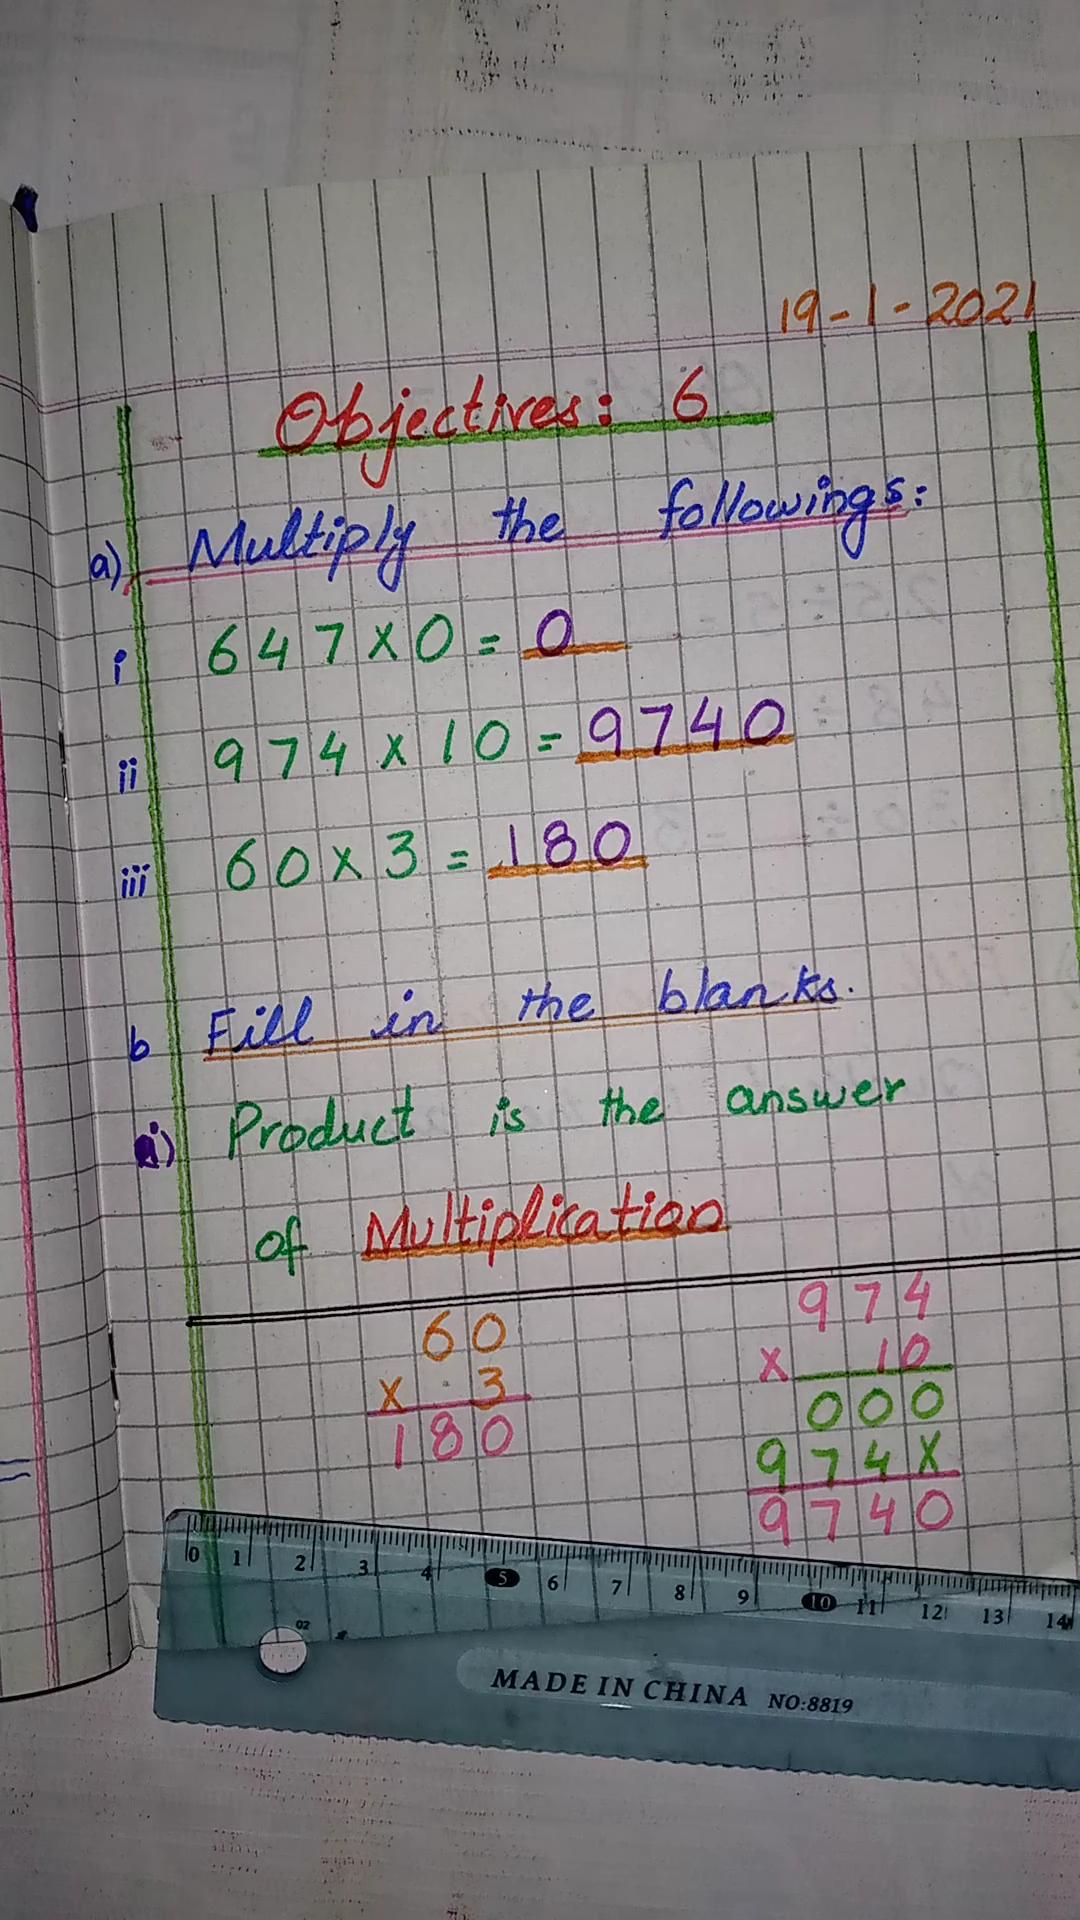 19-1-2021
Objectives: 6
a) Multiply the followings:
i 647 x 0 = 0
ii 974 x 10 = 9740
iii 60 x 3 = 180
b Fill in the blanks.
i) Product is the answer
of Multiplication
60
x 3
180
974
x 10
000
974x
9740
0 1 2 3 4 5 6 7 8 9 10 11 12 13 14
02
MADE IN CHINA NO:8819